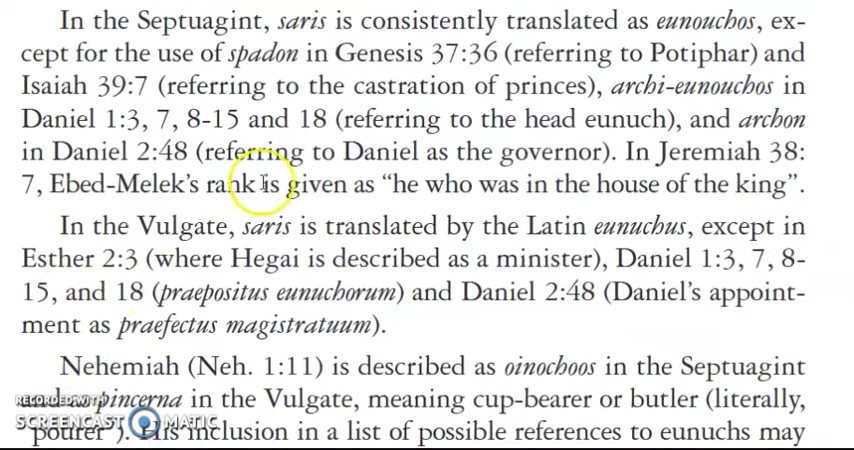 In the Septuagint, saris is consistently translated as eunouchos, ex-
cept for the use of spadon in Genesis 37:36 (referring to Potiphar) and
Isaiah 39:7 (referring to the castration of princes), archi-eunouchos in
Daniel 1:3, 7, 8-15 and 18 (referring to the head eunuch), and archon
in Daniel 2:48 (referring to Daniel as the governor). In Jeremiah 38:
7, Ebed-Melek's rank is given as “he who was in the house of the king”.
In the Vulgate, saris is translated by the Latin eunuchus, except in
Esther 2:3 (where Hegai is described as a minister), Daniel 1:3, 7, 8-
15, and 18 (praepositus eunuchorum) and Daniel 2:48 (Daniel's appoint-
ment as praefectus magistratuum).
Nehemiah (Neh. 1:11) is described as oinochoos in the Septuagint
pincerna in the Vulgate, meaning cup-bearer or butler (literally,
“pourer”). His inclusion in a list of possible references to eunuchs may
RECORDED WITH
SCREENCAST MATIC